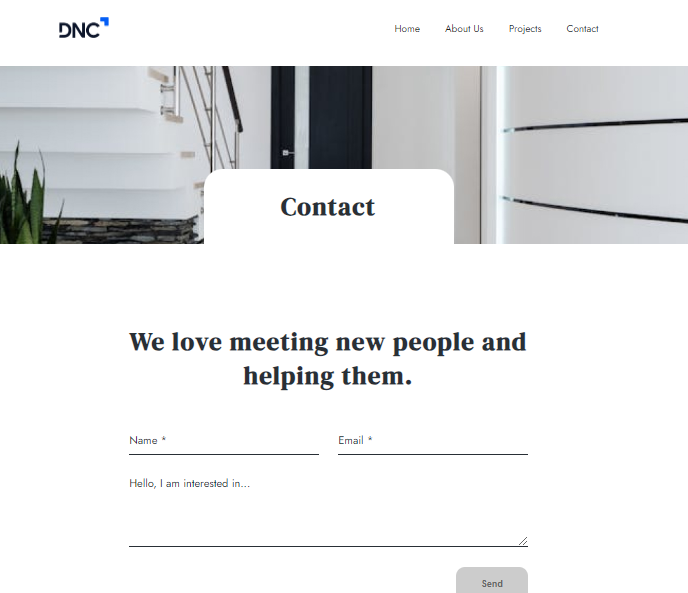 DNC
Home About Us Projects Contact
Contact
We love meeting new people and
helping them.
Name * Email *
Hello, I am interested in...
Send